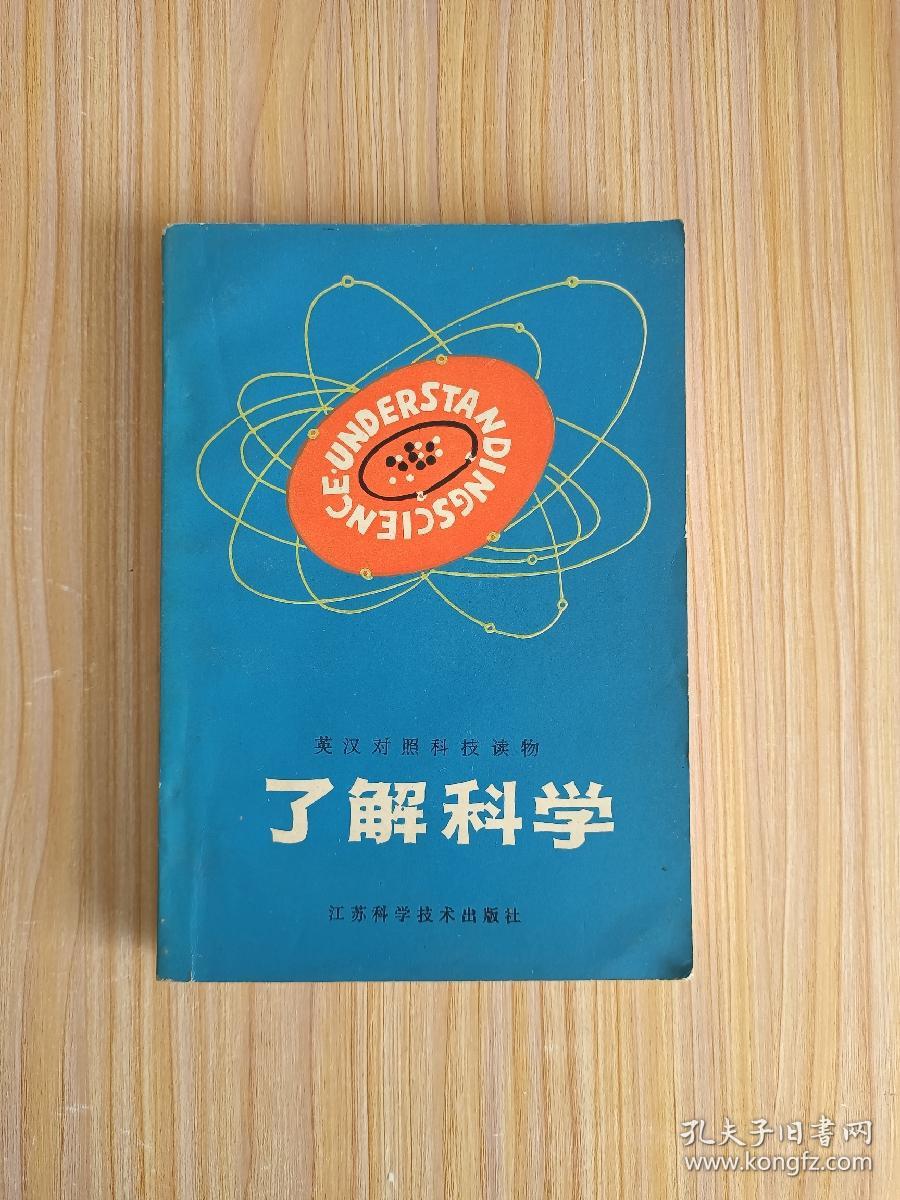 UNDERSTANDINGSCIENCE·
英汉对照科技读物
了解科学
江苏科学技术出版社
孔夫子旧书网
www.kongfz.com